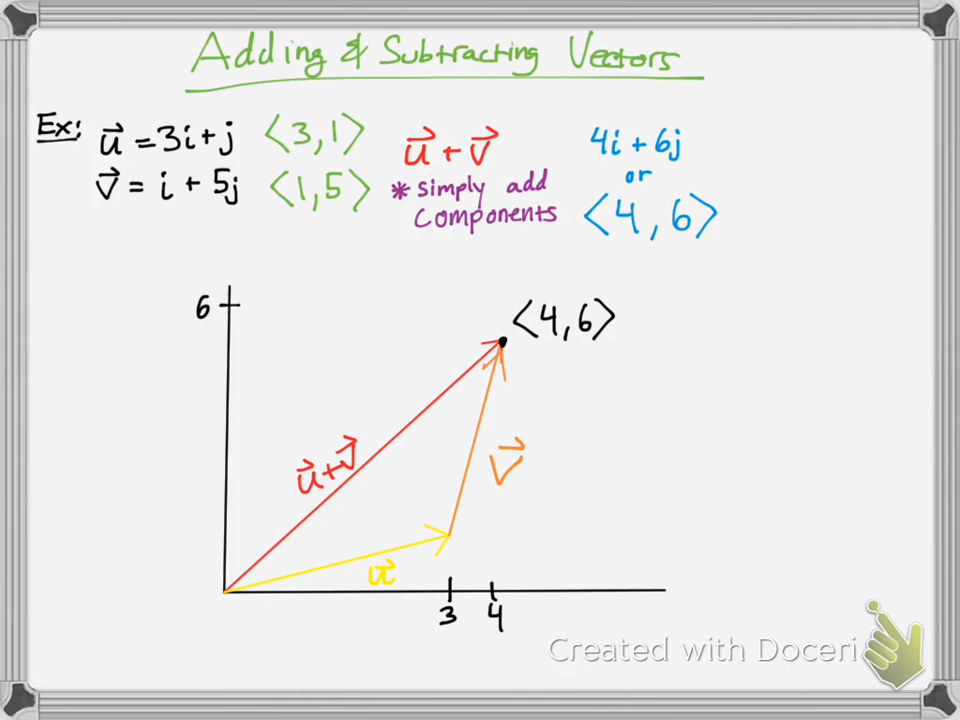 Adding & Subtracting Vectors
Ex: u⃗ = 3i + j ⟨3, 1⟩
v⃗ = i + 5j ⟨1, 5⟩
u⃗ + v⃗
* simply add
components
4i + 6j
or
⟨4, 6⟩
6
⟨4, 6⟩
u⃗+v⃗
v⃗
u⃗
3 4
Created with Doceri